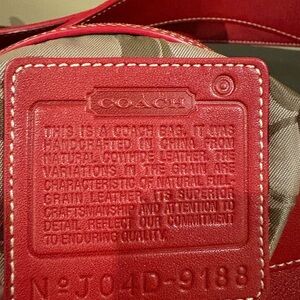 COACH
THIS IS A COACH BAG. IT WAS
HANDCRAFTED IN CHINA, FROM
NATURAL COWHIDE LEATHER. THE
VARIATIONS IN THE GRAIN ARE
CHARACTERISTIC OF NATURAL FULL
GRAIN LEATHER. ITS SUPERIOR
CRAFTSMANSHIP AND ATTENTION TO
DETAIL REFLECT OUR COMMITMENT
TO ENDURING QUALITY.
Nº J04D-9188